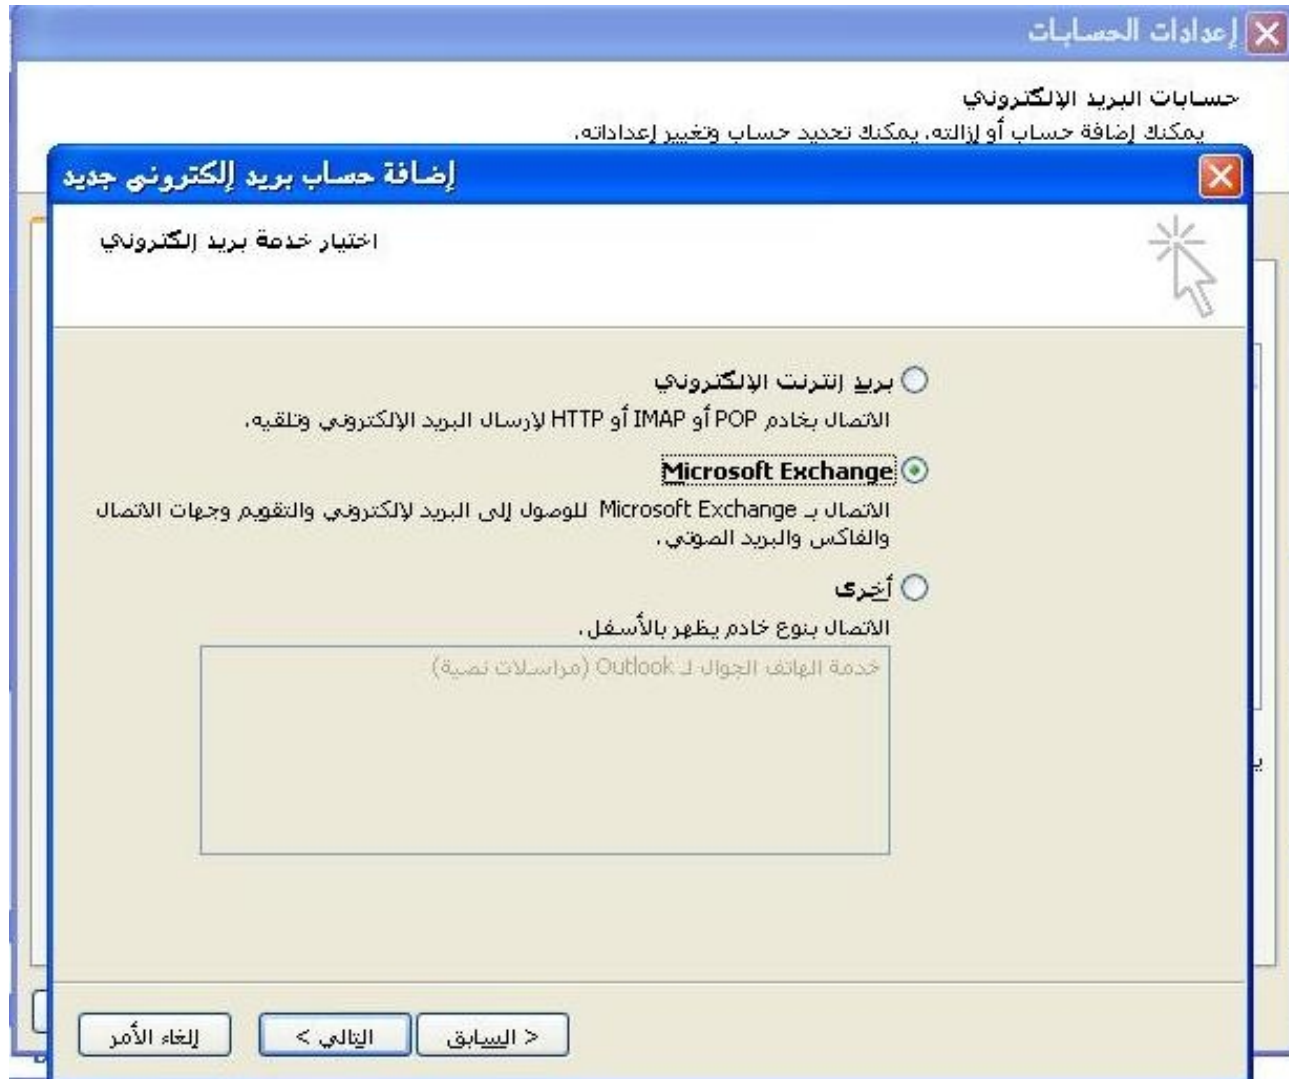 إعدادات الحسابات
حسابات البريد الإلكتروني
يمكنك إضافة حساب أو إزالته. يمكنك تحديد حساب وتغيير إعداداته.
إضافة حساب بريد إلكتروني جديد
اختيار خدمة بريد إلكتروني
بريد إنترنت الإلكتروني
الاتصال بخادم POP أو IMAP أو HTTP لإرسال البريد الإلكتروني وتلقيه.
Microsoft Exchange
الاتصال بـ Microsoft Exchange للوصول إلى البريد لإلكتروني والتقويم وجهات الاتصال
والفاكس والبريد الصوتي.
أخرى
الاتصال بنوع خادم يظهر بالأسفل.
خدمة الهاتف الجوال لـ Outlook (مراسلات نصية)
< السابق
التالي >
إلغاء الأمر